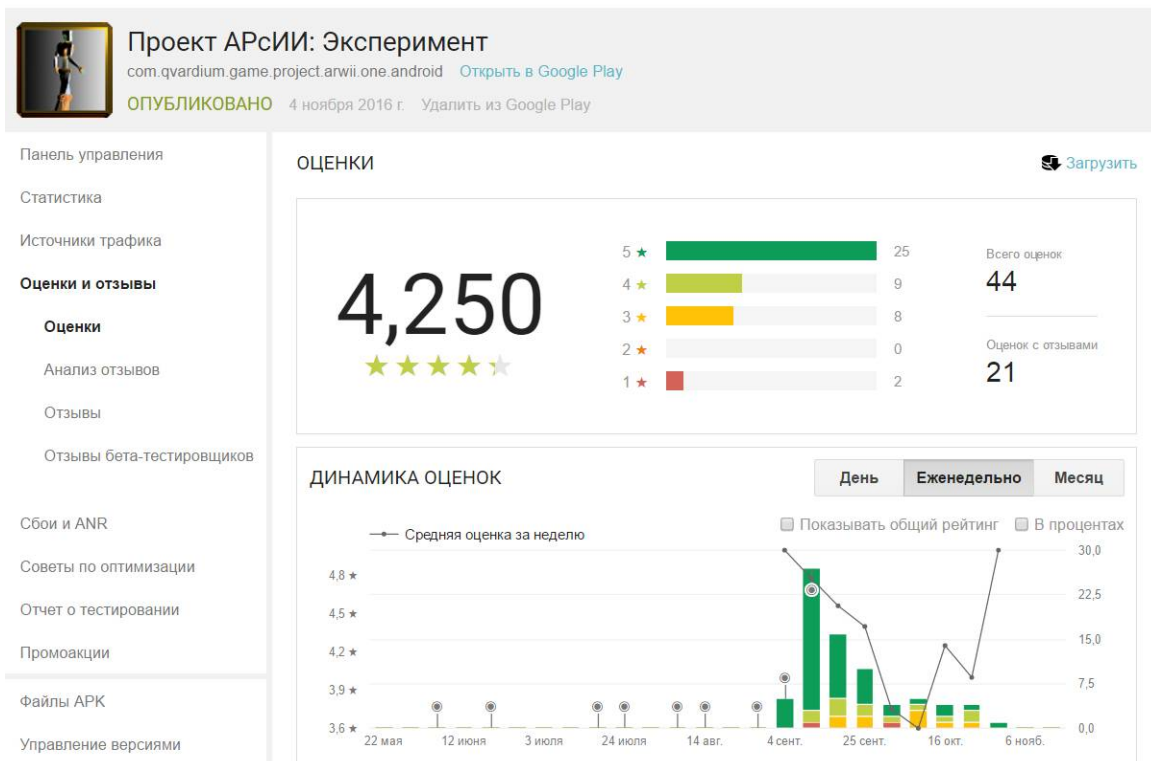 Проект АРсИИ: Эксперимент
com.qvardium.game.project.arwii.one.android Открыть в Google Play
ОПУБЛИКОВАНО 4 ноября 2016 г. Удалить из Google Play
Панель управления
Статистика
Источники трафика
Оценки и отзывы
Оценки
Анализ отзывов
Отзывы
Отзывы бета-тестировщиков
Сбои и ANR
Советы по оптимизации
Отчет о тестировании
Промоакции
Файлы APK
Управление версиями
ОЦЕНКИ
Загрузить
4,250
5 ★ 25
4 ★ 9
3 ★ 8
2 ★ 0
1 ★ 2
Всего оценок
44
Оценок с отзывами
21
ДИНАМИКА ОЦЕНОК
День Еженедельно Месяц
Показывать общий рейтинг В процентах
Средняя оценка за неделю
30,0
4,8 ★
22,5
4,5 ★
15,0
4,2 ★
7,5
3,9 ★
3,6 ★
0,0
22 мая 12 июня 3 июля 24 июля 14 авг. 4 сент. 25 сент. 16 окт. 6 нояб.